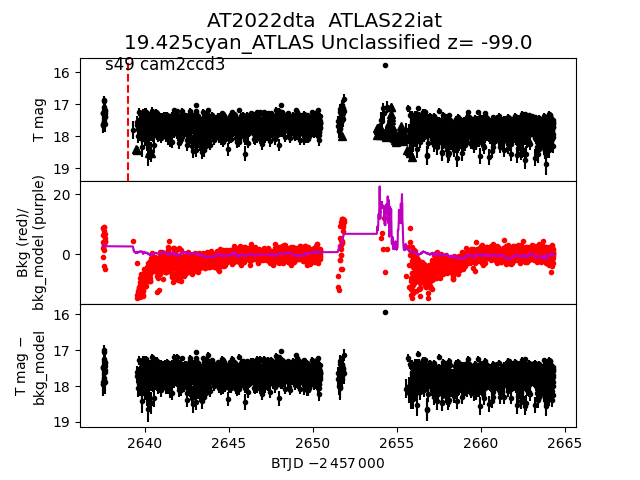 AT2022dta  ATLAS22iat
19.425cyan_ATLAS Unclassified z= -99.0
s49 cam2ccd3
16
17
18
19
T mag
20
0
Bkg (red)/
bkg_model (purple)
16
17
18
19
T mag −
bkg_model
2640
2645
2650
2655
2660
2665
BTJD −2 457 000